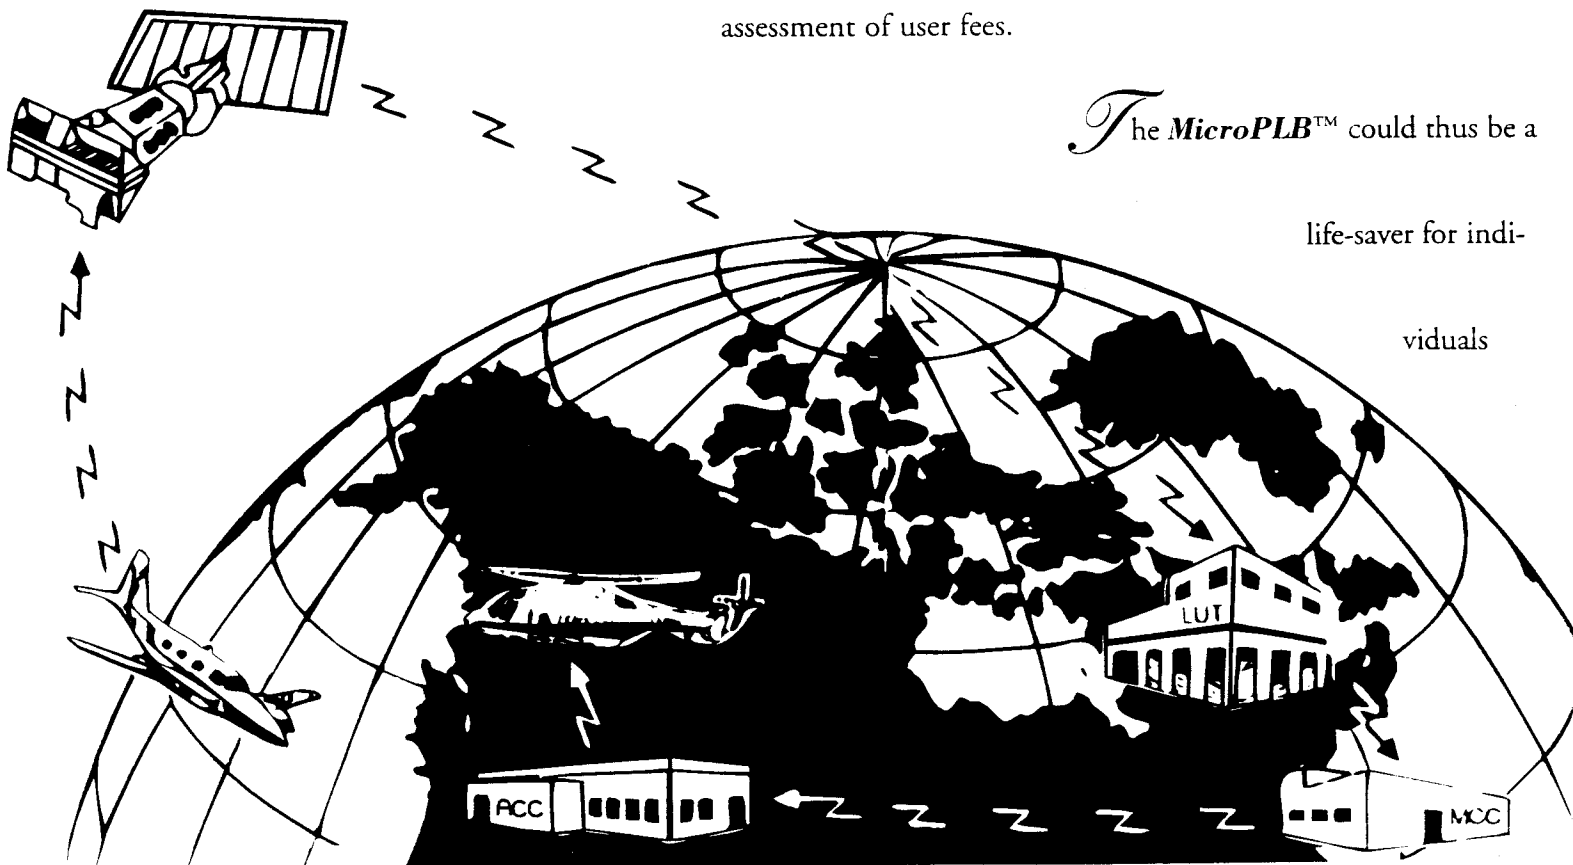 assessment of user fees.
The MicroPLB™ could thus be a
life-saver for indi-
viduals
LUT
ACC
MCC